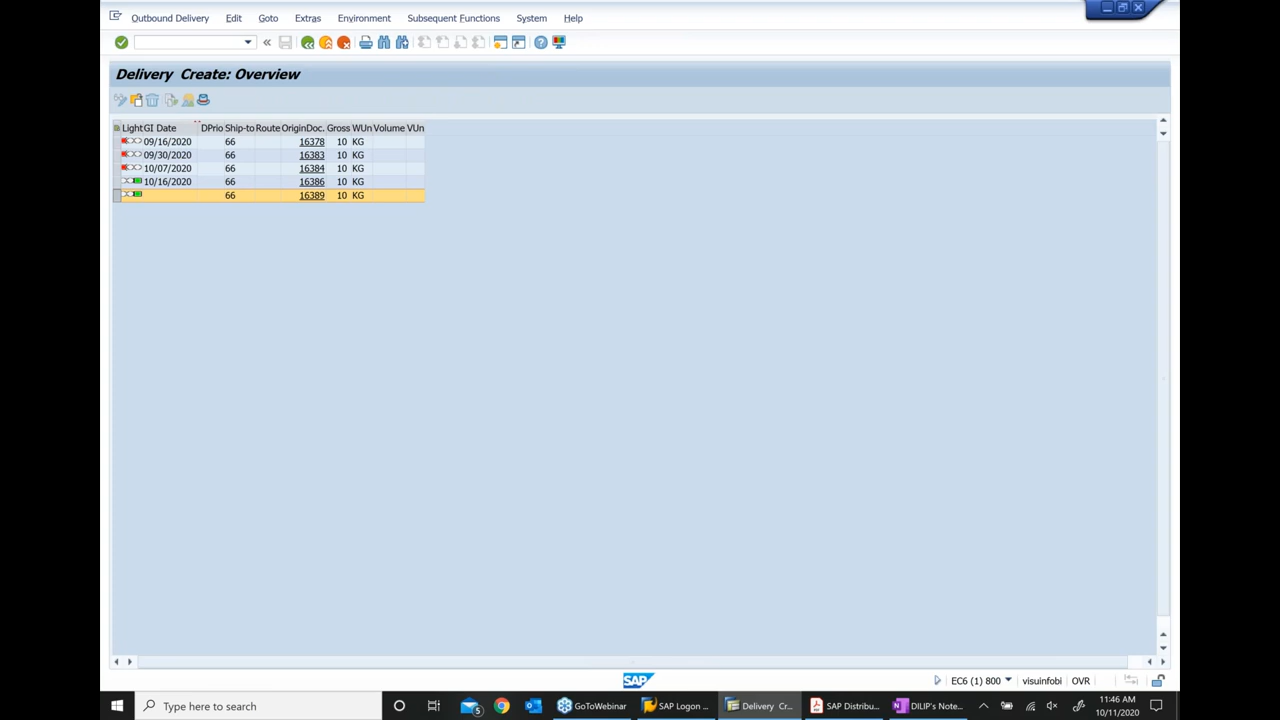 Outbound Delivery Edit Goto Extras Environment Subsequent Functions System Help
Delivery Create: Overview
Light GI Date DPrio Ship-to Route OriginDoc. Gross WUn Volume VUn
09/16/2020 66 16378 10 KG
09/30/2020 66 16383 10 KG
10/07/2020 66 16384 10 KG
10/16/2020 66 16386 10 KG
66 16389 10 KG
SAP EC6 (1) 800 visuinfobi OVR
Type here to search 5 GoToWebinar SAP Logon ... Delivery Cr... SAP Distribu... DILIP's Note... 11:46 AM
10/11/2020